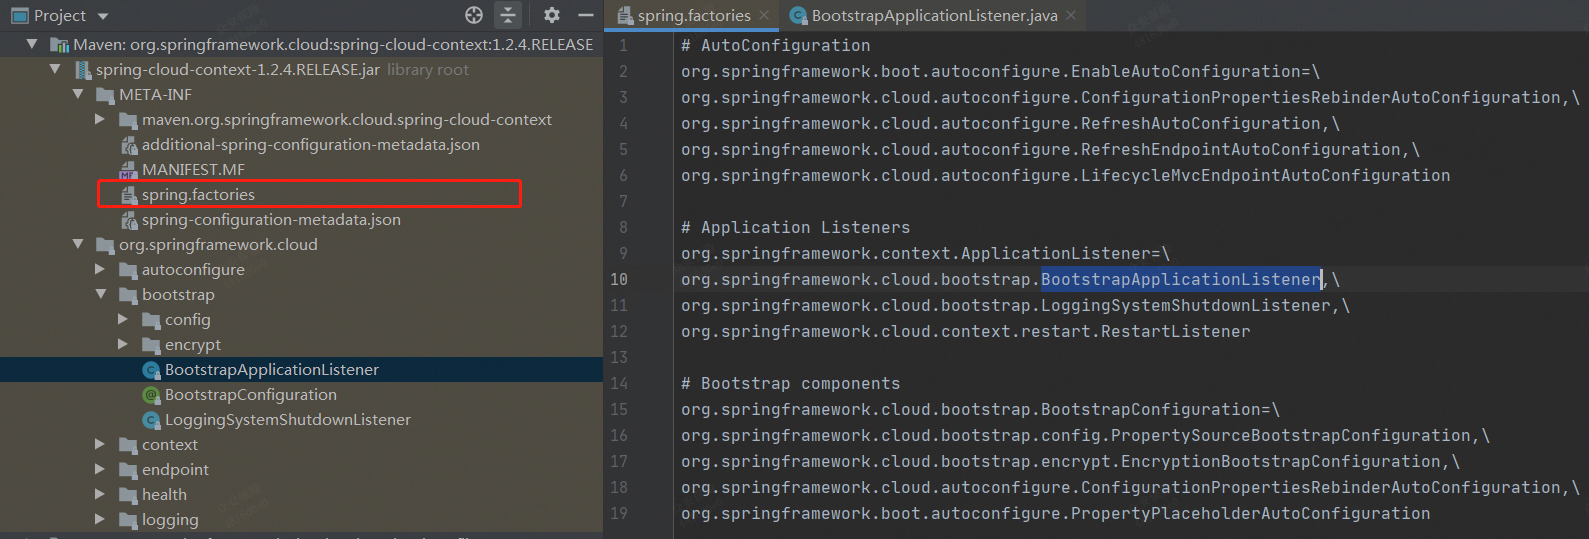 Project
Maven: org.springframework.cloud:spring-cloud-context:1.2.4.RELEASE
spring-cloud-context-1.2.4.RELEASE.jar library root
META-INF
maven.org.springframework.cloud.spring-cloud-context
additional-spring-configuration-metadata.json
MANIFEST.MF
spring.factories
spring-configuration-metadata.json
org.springframework.cloud
autoconfigure
bootstrap
config
encrypt
BootstrapApplicationListener
BootstrapConfiguration
LoggingSystemShutdownListener
context
endpoint
health
logging
spring.factories
BootstrapApplicationListener.java
1 # AutoConfiguration
2 org.springframework.boot.autoconfigure.EnableAutoConfiguration=\
3 org.springframework.cloud.autoconfigure.ConfigurationPropertiesRebinderAutoConfiguration,\
4 org.springframework.cloud.autoconfigure.RefreshAutoConfiguration,\
5 org.springframework.cloud.autoconfigure.RefreshEndpointAutoConfiguration,\
6 org.springframework.cloud.autoconfigure.LifecycleMvcEndpointAutoConfiguration
7
8 # Application Listeners
9 org.springframework.context.ApplicationListener=\
10 org.springframework.cloud.bootstrap.BootstrapApplicationListener,\
11 org.springframework.cloud.bootstrap.LoggingSystemShutdownListener,\
12 org.springframework.cloud.context.restart.RestartListener
13
14 # Bootstrap components
15 org.springframework.cloud.bootstrap.BootstrapConfiguration=\
16 org.springframework.cloud.bootstrap.config.PropertySourceBootstrapConfiguration,\
17 org.springframework.cloud.bootstrap.encrypt.EncryptionBootstrapConfiguration,\
18 org.springframework.cloud.autoconfigure.ConfigurationPropertiesRebinderAutoConfiguration,\
19 org.springframework.boot.autoconfigure.PropertyPlaceholderAutoConfiguration